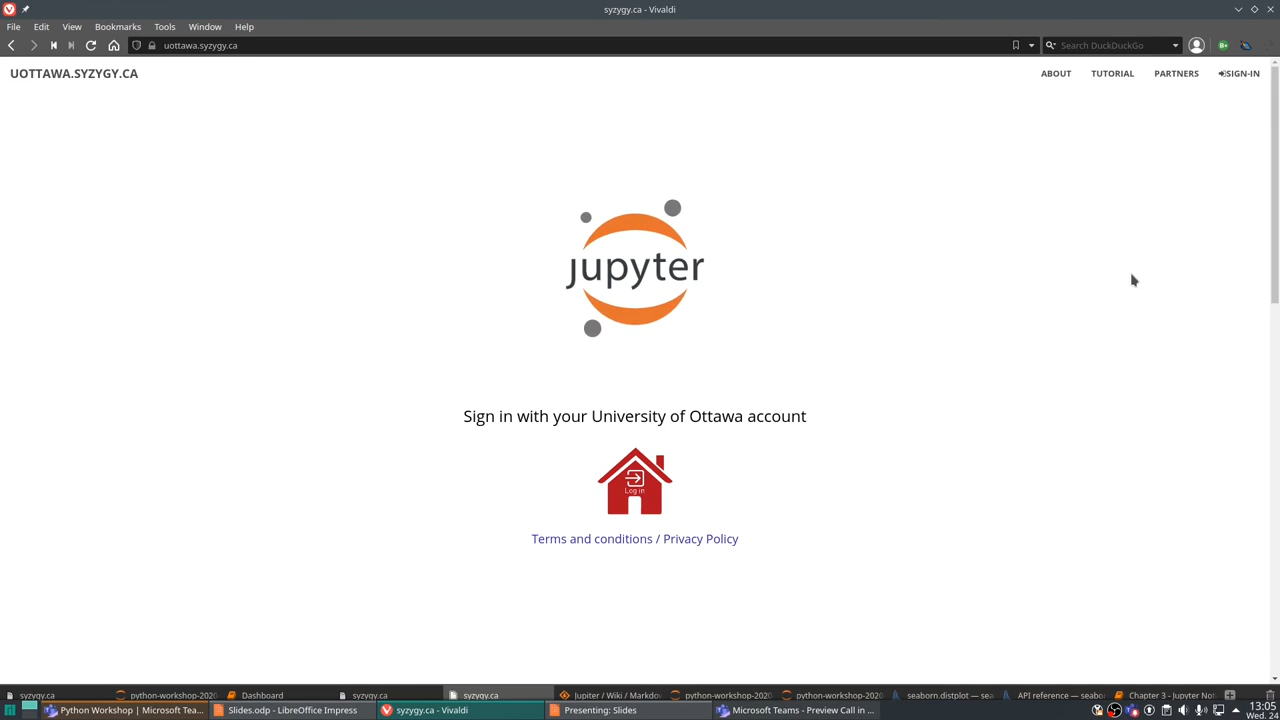 syzygy.ca - Vivaldi
File Edit View Bookmarks Tools Window Help
uottawa.syzygy.ca
Search DuckDuckGo
UOTTAWA.SYZYGY.CA
ABOUT TUTORIAL PARTNERS SIGN-IN
jupyter
Sign in with your University of Ottawa account
Log in
Terms and conditions / Privacy Policy
syzygy.ca python-workshop-2020 Dashboard syzygy.ca syzygy.ca Jupiter / Wiki / Markdo python-workshop-2020 python-workshop-2020 seaborn.distplot — sea API reference — seabo Chapter 3 - Jupyter Not
Python Workshop | Microsoft Tea... Slides.odp - LibreOffice Impress syzygy.ca - Vivaldi Presenting: Slides Microsoft Teams - Preview Call in ...
13:05
Wed. 24